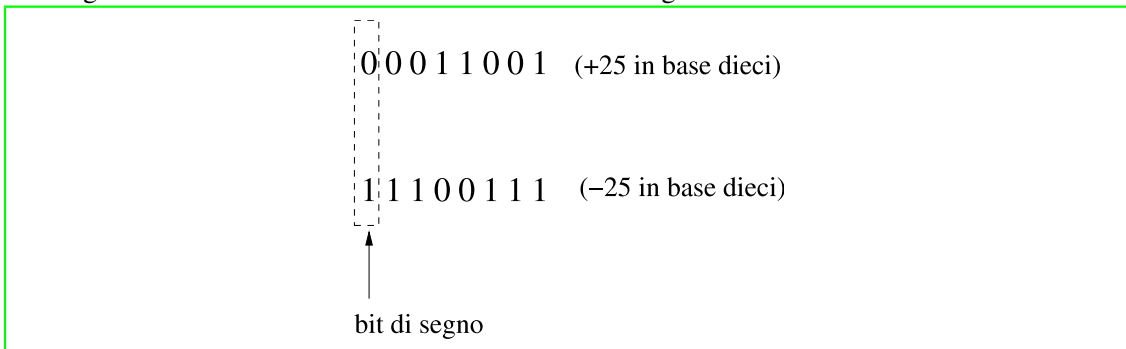 0 0 0 1 1 0 0 1 (+25 in base dieci)
1 1 1 0 0 1 1 1 (−25 in base dieci)
bit di segno